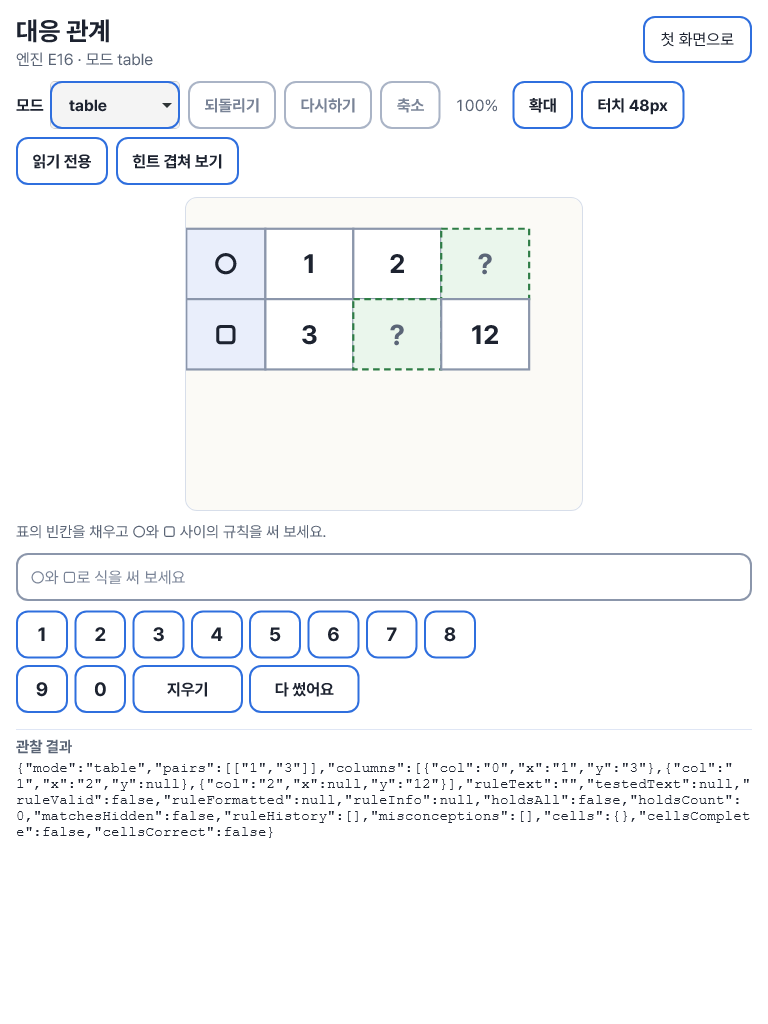 대응 관계
엔진 E16 · 모드 table
첫 화면으로
모드 table 되돌리기 다시하기 축소 100% 확대 터치 48px
읽기 전용 힌트 겹쳐 보기
○ 1 2 ?
□ 3 ? 12
표의 빈칸을 채우고 ○와 □ 사이의 규칙을 써 보세요.
○와 □로 식을 써 보세요
1 2 3 4 5 6 7 8
9 0 지우기 다 썼어요
관찰 결과
{"mode":"table","pairs":[["1","3"]],"columns":[{"col":"0","x":"1","y":"3"},{"col":"
1","x":"2","y":null},{"col":"2","x":null,"y":"12"}],"ruleText":"","testedText":null,"
ruleValid":false,"ruleFormatted":null,"ruleInfo":null,"holdsAll":false,"holdsCount":
0,"matchesHidden":false,"ruleHistory":[],"misconceptions":[],"cells":{},"cellsComplet
e":false,"cellsCorrect":false}